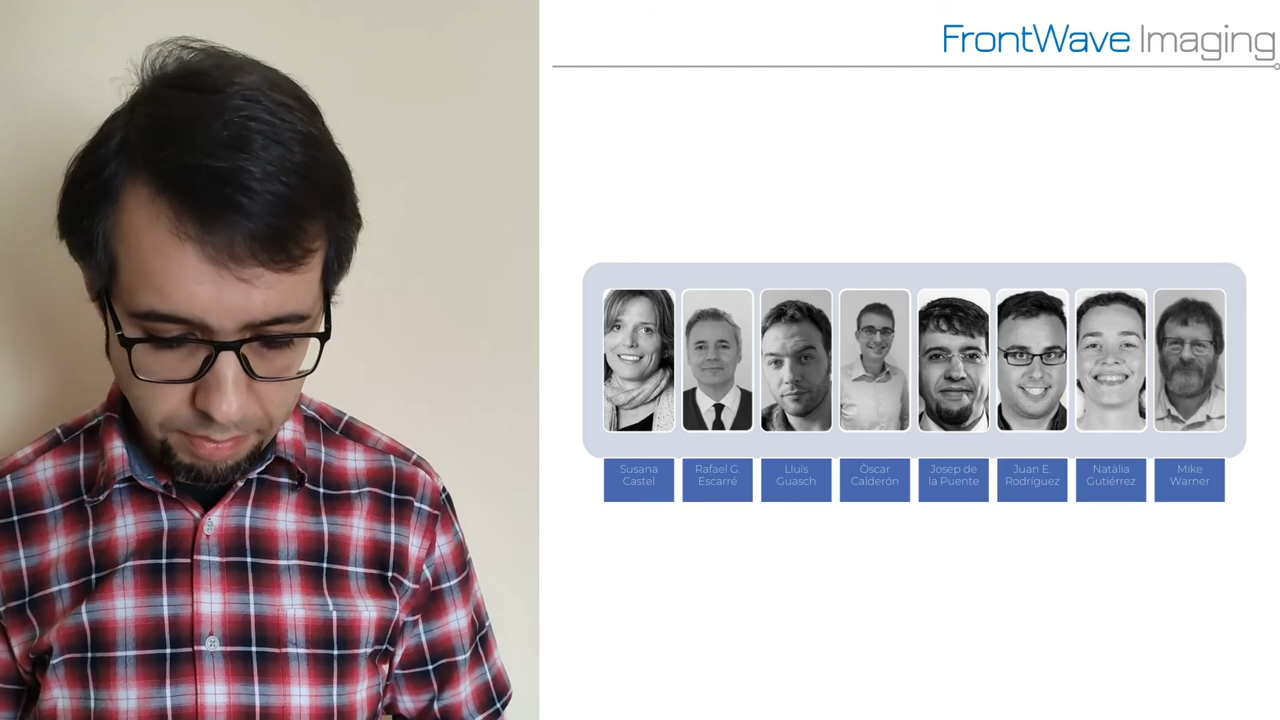 FrontWave Imaging
Susana
Castel
Rafael G.
Escarré
Lluís
Guasch
Òscar
Calderón
Josep de
la Puente
Juan E.
Rodríguez
Natàlia
Gutiérrez
Mike
Warner